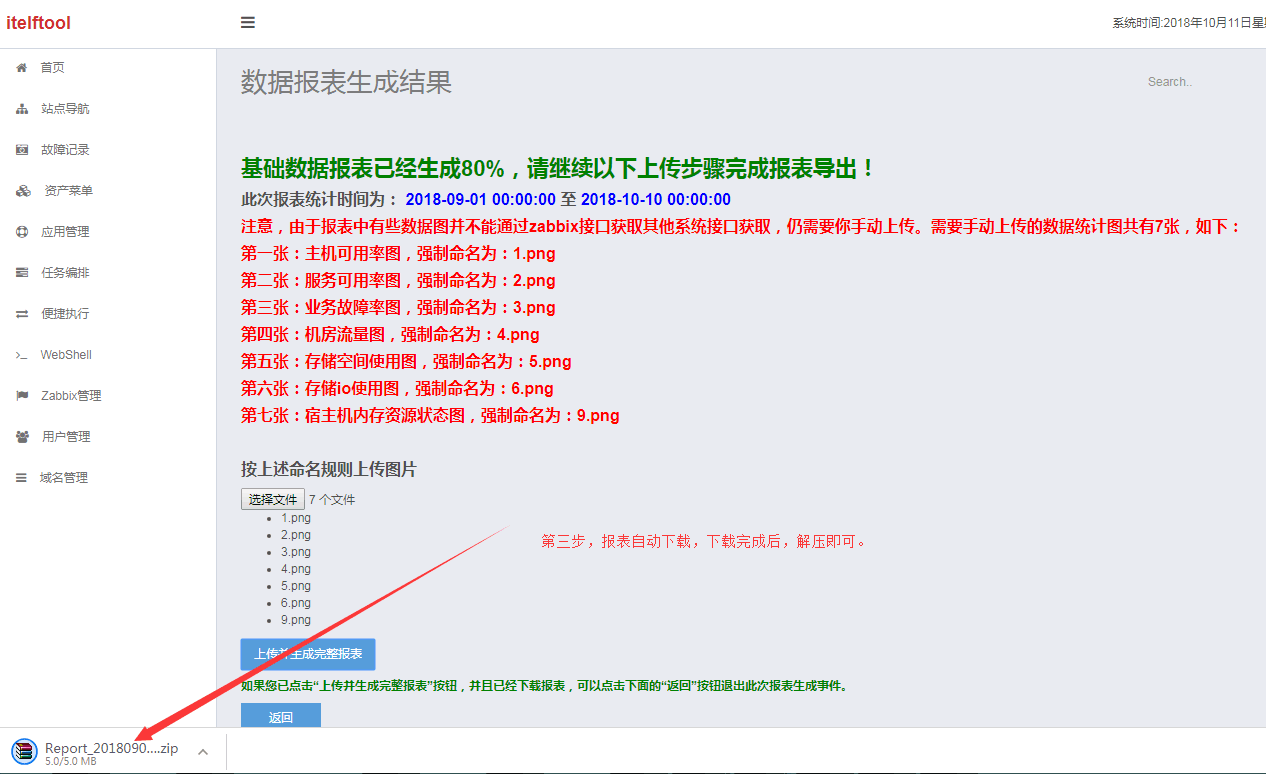 itelftool
系统时间:2018年10月11日星
首页
站点导航
故障记录
资产菜单
应用管理
任务编排
便捷执行
WebShell
Zabbix管理
用户管理
域名管理
数据报表生成结果
Search..
基础数据报表已经生成80%，请继续以下上传步骤完成报表导出！
此次报表统计时间为： 2018-09-01 00:00:00 至 2018-10-10 00:00:00
注意，由于报表中有些数据图并不能通过zabbix接口获取其他系统接口获取，仍需要你手动上传。需要手动上传的数据统计图共有7张，如下：
第一张：主机可用率图，强制命名为：1.png
第二张：服务可用率图，强制命名为：2.png
第三张：业务故障率图，强制命名为：3.png
第四张：机房流量图，强制命名为：4.png
第五张：存储空间使用图，强制命名为：5.png
第六张：存储io使用图，强制命名为：6.png
第七张：宿主机内存资源状态图，强制命名为：9.png
按上述命名规则上传图片
选择文件 7 个文件
1.png
2.png
3.png
4.png
5.png
6.png
9.png
第三步，报表自动下载，下载完成后，解压即可。
上传并生成完整报表
如果您已点击“上传并生成完整报表”按钮，并且已经下载报表，可以点击下面的“返回”按钮退出此次报表生成事件。
返回
Report_2018090....zip
5.0/5.0 MB